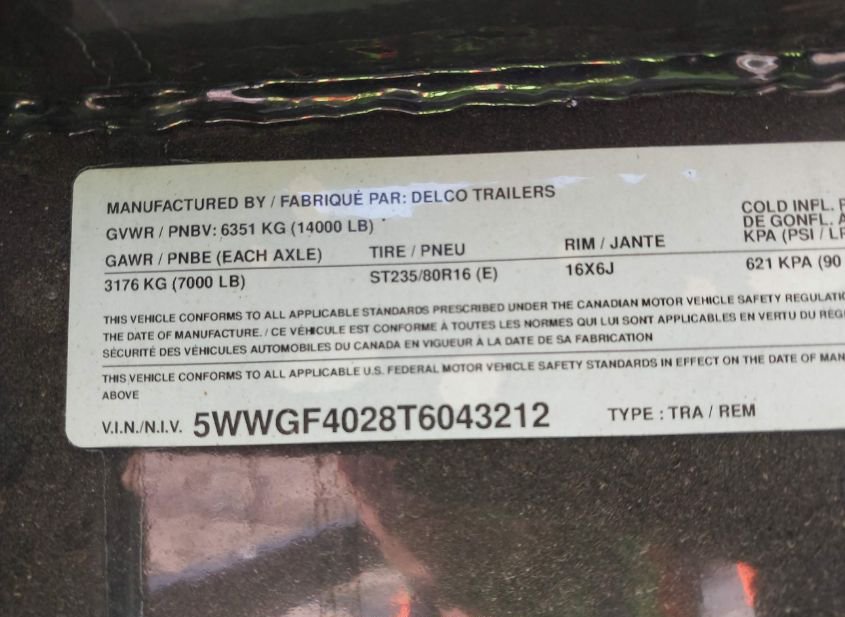 MANUFACTURED BY / FABRIQUÉ PAR: DELCO TRAILERS
GVWR / PNBV: 6351 KG (14000 LB)
COLD INFL.
DE GONFL.
KPA (PSI /
GAWR / PNBE (EACH AXLE) TIRE / PNEU RIM / JANTE
3176 KG (7000 LB) ST235/80R16 (E) 16X6J 621 KPA (90
THIS VEHICLE CONFORMS TO ALL APPLICABLE STANDARDS PRESCRIBED UNDER THE CANADIAN MOTOR VEHICLE SAFETY
THE DATE OF MANUFACTURE. / CE VÉHICULE EST CONFORME À TOUTES LES NORMES QUI LUI SONT APPLICABLES EN VERTU DU
SÉCURITÉ DES VÉHICULES AUTOMOBILES DU CANADA EN VIGUEUR À LA DATE DE SA FABRICATION
THIS VEHICLE CONFORMS TO ALL APPLICABLE U.S. FEDERAL MOTOR VEHICLE SAFETY STANDARDS IN EFFECT ON THE DATE OF
ABOVE
V.I.N./N.I.V. 5WWGF4028T6043212 TYPE : TRA / REM